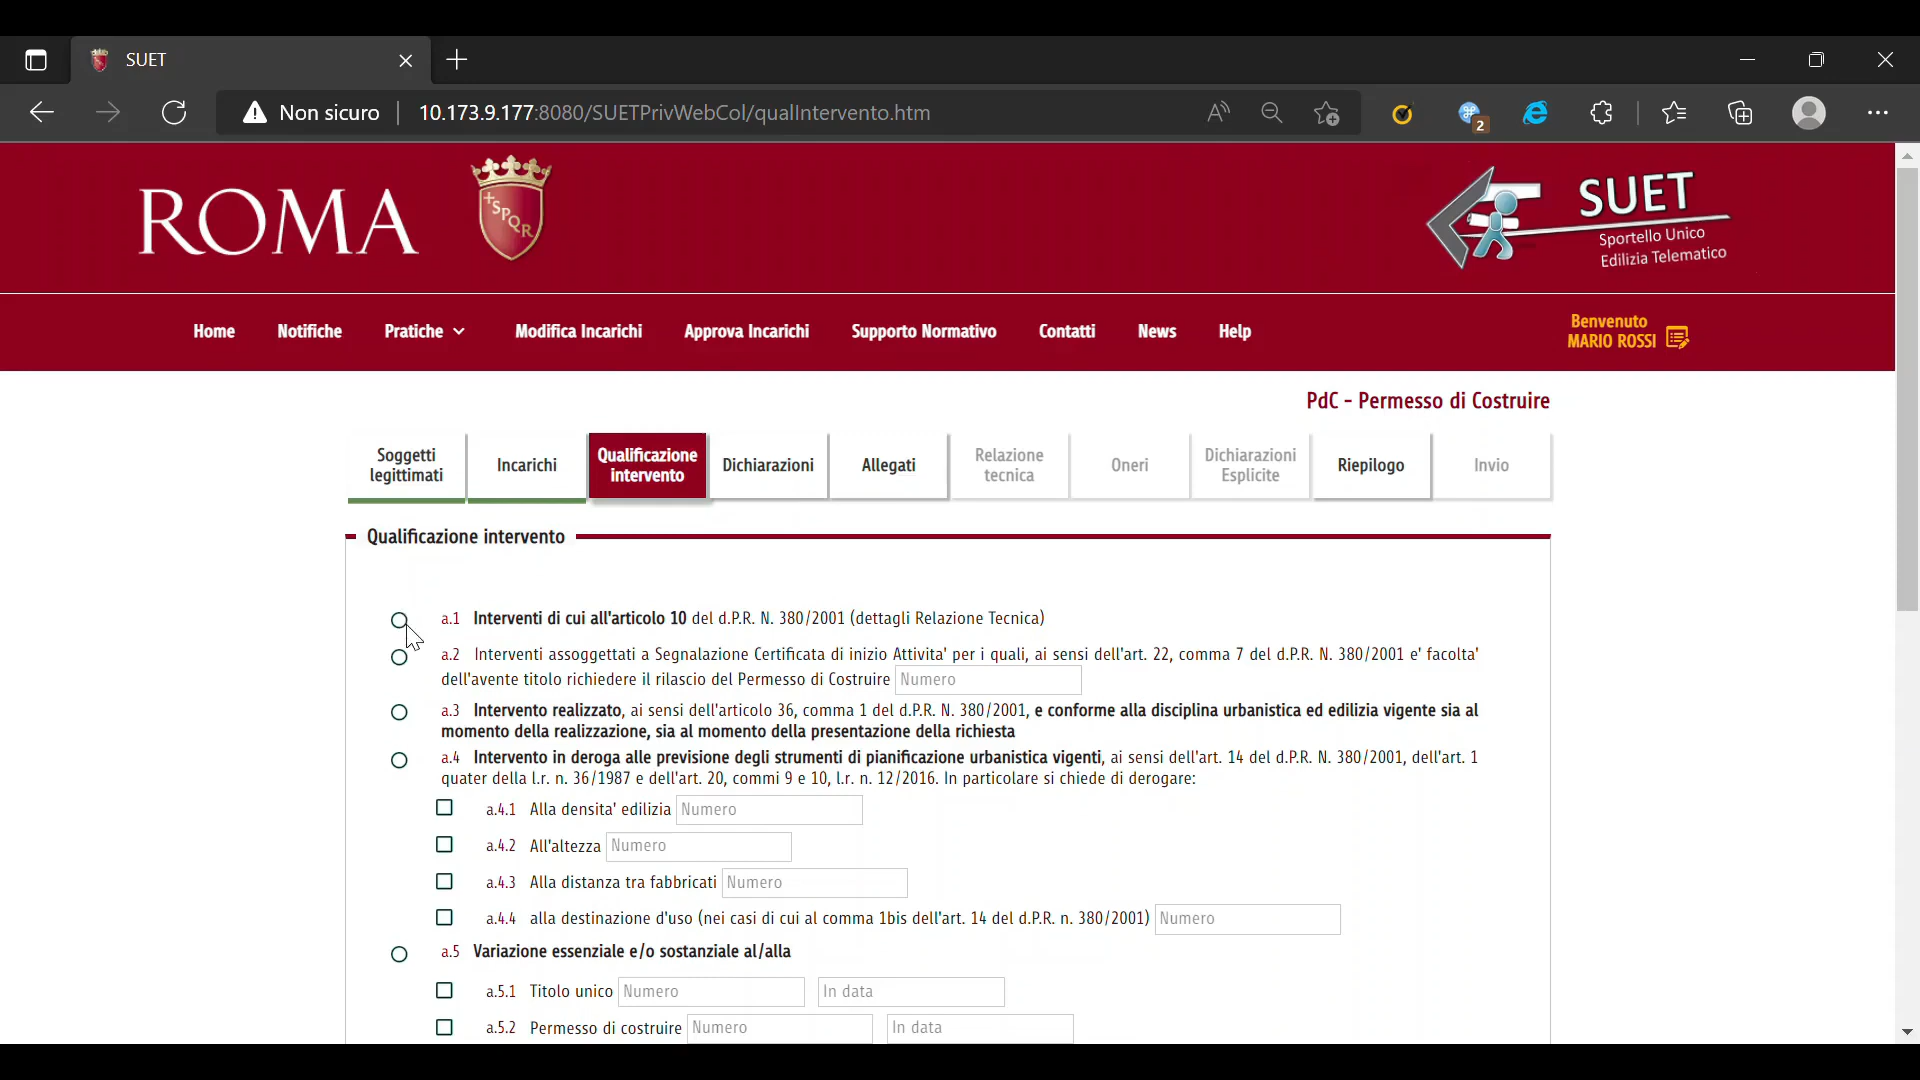 SUET
Non sicuro
10.173.9.177:8080/SUETPrivWebCol/qualIntervento.htm
2
ROMA
SPQR
SUET
Sportello Unico
Edilizia Telematico
Home
Notifiche
Pratiche
Modifica Incarichi
Approva Incarichi
Supporto Normativo
Contatti
News
Help
Benvenuto
MARIO ROSSI
PdC - Permesso di Costruire
Soggetti
legittimati
Incarichi
Qualificazione
intervento
Dichiarazioni
Allegati
Relazione
tecnica
Oneri
Dichiarazioni
Esplicite
Riepilogo
Invio
Qualificazione intervento
a.1 Interventi di cui all'articolo 10 del d.P.R. N. 380/2001 (dettagli Relazione Tecnica)
a.2 Interventi assoggettati a Segnalazione Certificata di inizio Attivita' per i quali, ai sensi dell'art. 22, comma 7 del d.P.R. N. 380/2001 e' facolta'
dell'avente titolo richiedere il rilascio del Permesso di Costruire Numero
a.3 Intervento realizzato, ai sensi dell'articolo 36, comma 1 del d.P.R. N. 380/2001, e conforme alla disciplina urbanistica ed edilizia vigente sia al
momento della realizzazione, sia al momento della presentazione della richiesta
a.4 Intervento in deroga alle previsione degli strumenti di pianificazione urbanistica vigenti, ai sensi dell'art. 14 del d.P.R. N. 380/2001, dell'art. 1
quater della l.r. n. 36/1987 e dell'art. 20, commi 9 e 10, l.r. n. 12/2016. In particolare si chiede di derogare:
a.4.1 Alla densita' edilizia Numero
a.4.2 All'altezza Numero
a.4.3 Alla distanza tra fabbricati Numero
a.4.4 alla destinazione d'uso (nei casi di cui al comma 1bis dell'art. 14 del d.P.R. n. 380/2001) Numero
a.5 Variazione essenziale e/o sostanziale al/alla
a.5.1 Titolo unico Numero In data
a.5.2 Permesso di costruire Numero In data